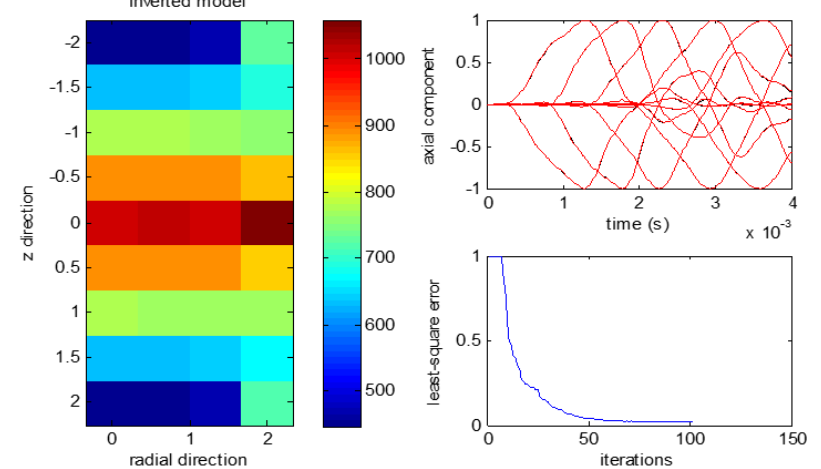 inverted model
-2
-1.5
-1
-0.5
0
0.5
1
1.5
2
z direction
0 1 2
radial direction
1000
900
800
700
600
500
1
0.5
0
-0.5
-1
axial component
0 1 2 3 4
time (s)
x 10^-3
1
0.5
0
least-square error
0 50 100 150
iterations